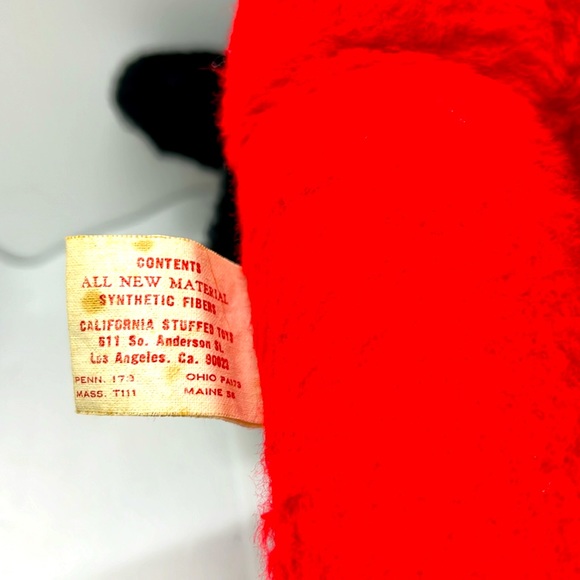 CONTENTS
ALL NEW MATERIAL
SYNTHETIC FIBERS
CALIFORNIA STUFFED TOYS
611 So. Anderson St.
Los Angeles. Ca. 90023
PENN. 173 OHIO
MASS. T111 MAINE 56